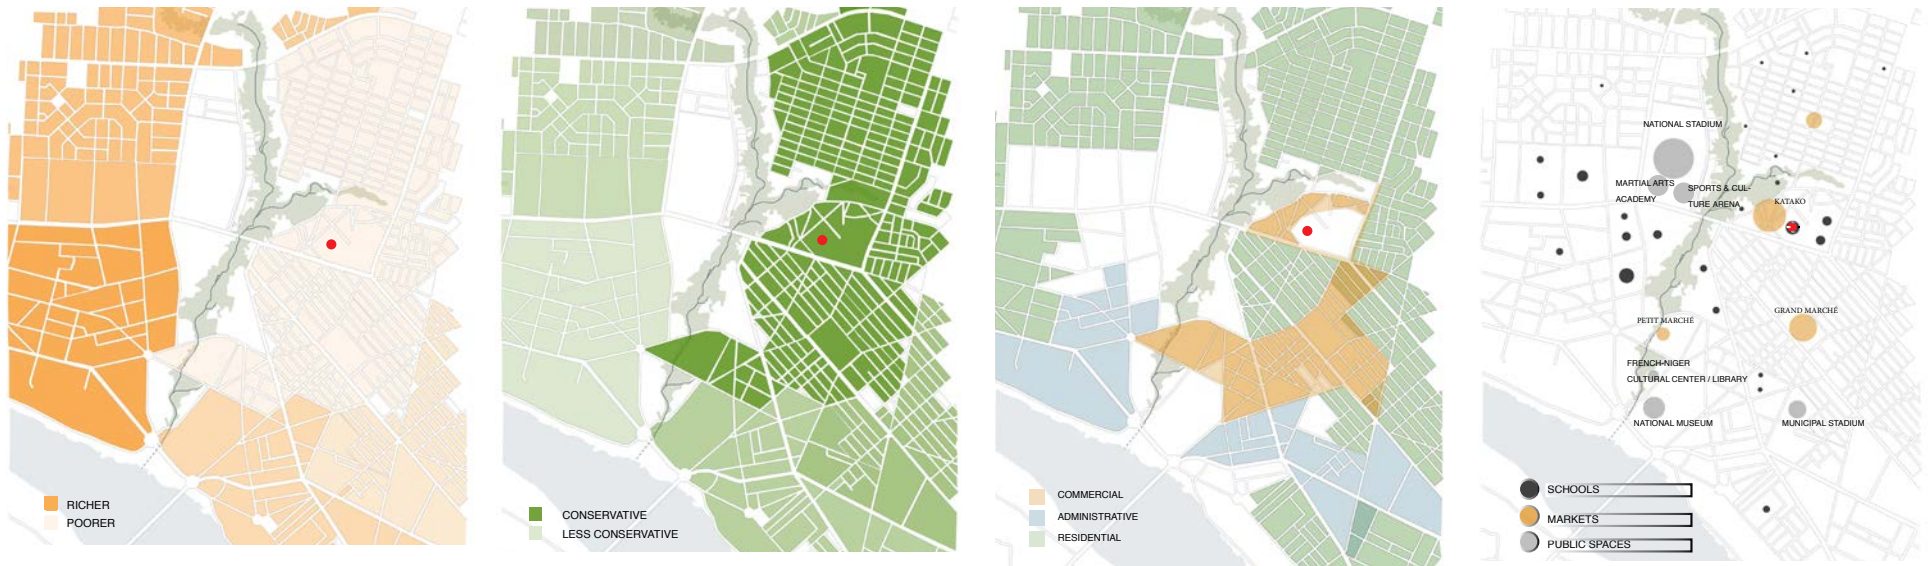 RICHER
POORER
CONSERVATIVE
LESS CONSERVATIVE
COMMERCIAL
ADMINISTRATIVE
RESIDENTIAL
NATIONAL STADIUM
MARTIAL ARTS
ACADEMY
SPORTS & CUL-
TURE ARENA
KATAKO
PETIT MARCHÉ
GRAND MARCHÉ
FRENCH-NIGER
CULTURAL CENTER / LIBRARY
NATIONAL MUSEUM
MUNICIPAL STADIUM
SCHOOLS
MARKETS
PUBLIC SPACES